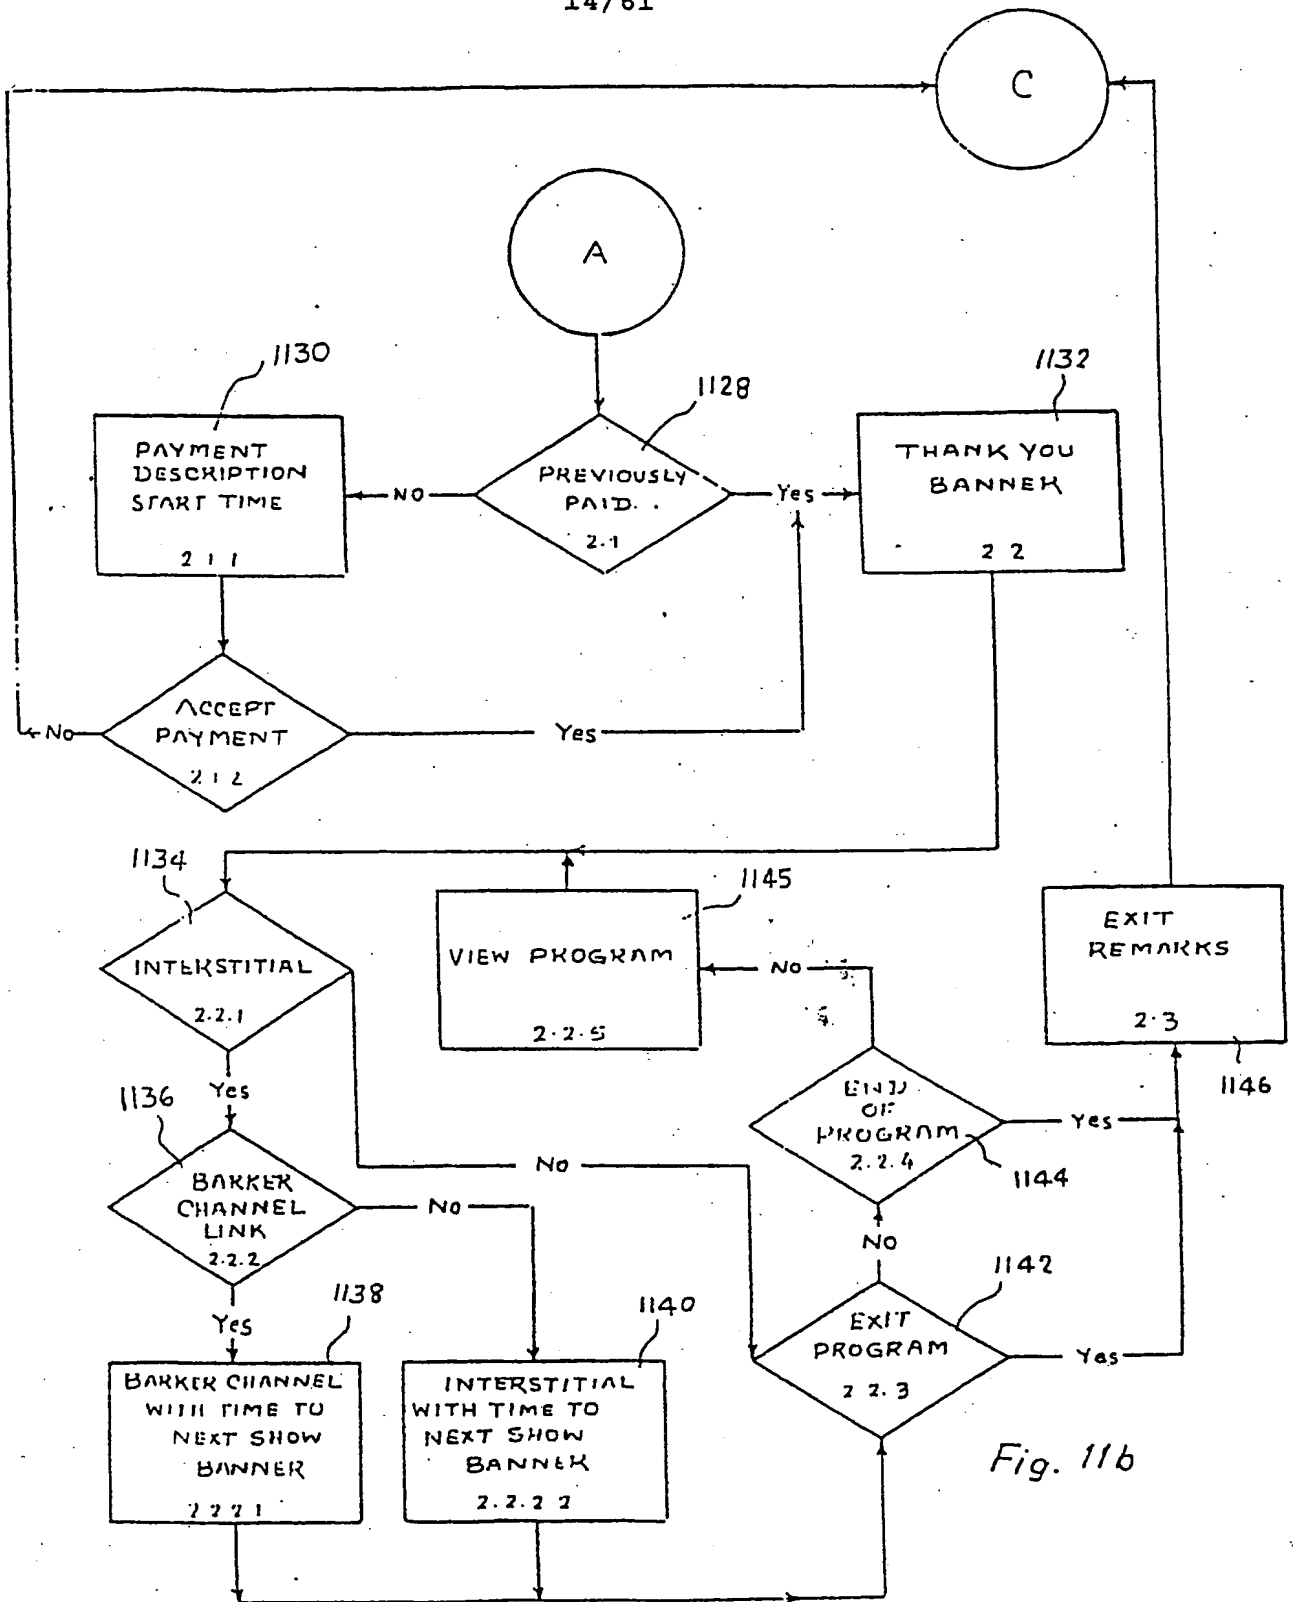 14/61
C
A
1130
1128
1132
PAYMENT
DESCRIPTION
START TIME
2 1 1
NO
PREVIOUSLY
PAID.
2.1
Yes
THANK YOU
BANNER
2 2
ACCEPT
PAYMENT
2 1 2
No
Yes
1134
INTERSTITIAL
2.2.1
1145
VIEW PROGRAM
2.2.5
No
EXIT
REMARKS
2.3
1146
Yes
1136
BARKER
CHANNEL
LINK
2.2.2
No
No
END
OF
PROGRAM
2.2.4
1144
Yes
NO
Yes
1138
BARKER CHANNEL
WITH TIME TO
NEXT SHOW
BANNER
2 2 2 1
1140
INTERSTITIAL
WITH TIME TO
NEXT SHOW
BANNER
2.2.2 2
1142
EXIT
PROGRAM
2 2.3
Yes
Fig. 11b